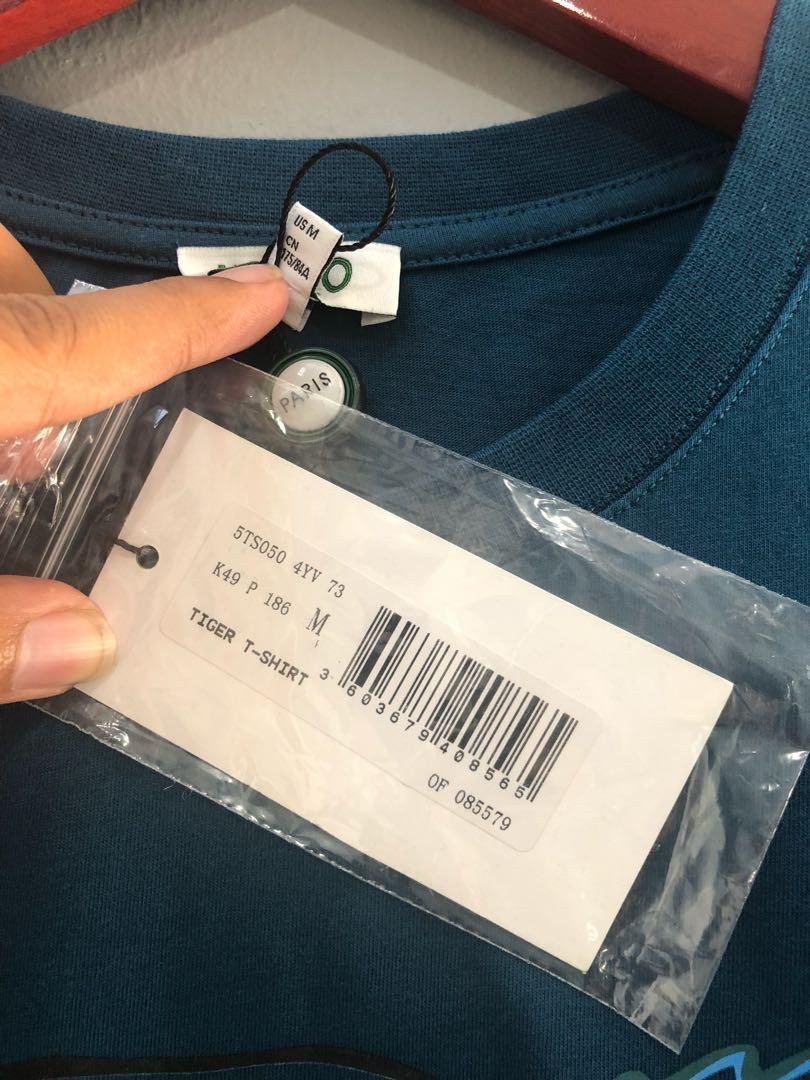 US M
CN
175/84A
O
PARIS
5TS050 4YV 73
K49 P 186 M
TIGER T-SHIRT
3 603679 408565
OF 085579